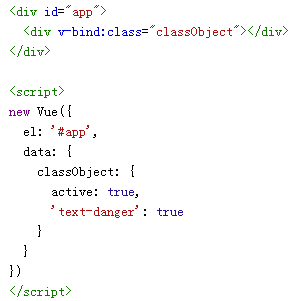 <div id="app">
  <div v-bind:class="classObject"></div>
</div>

<script>
new Vue({
  el: '#app',
  data: {
    classObject: {
      active: true,
      'text-danger': true
    }
  }
})
</script>